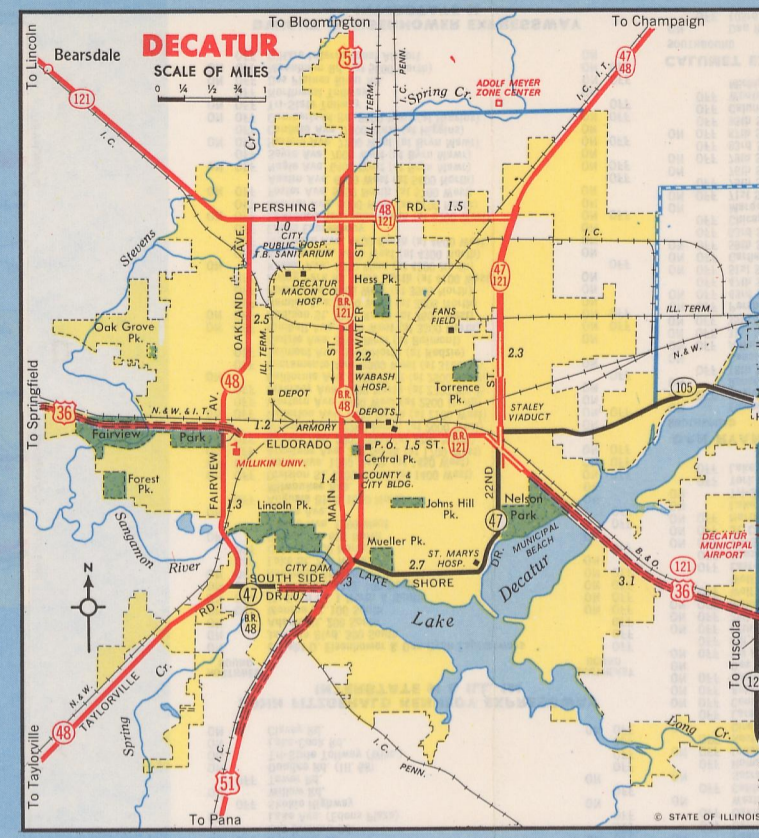 To Lincoln
Bearsdale
DECATUR
SCALE OF MILES
0 ¼ ½ ¾ 1
To Bloomington
51
To Champaign
47
48
I. C. PENN.
ILL. TERM.
Spring Cr.
ADOLF MEYER
ZONE CENTER
I. C.
I. T.
121
I. C.
Cr.
Stevens
PERSHING
48
121
RD.
1.5
1.0
CITY
PUBLIC HOSP.
T.B. SANITARIUM
DECATUR
MACON CO.
HOSP.
OAKLAND AVE.
2.5
ILL. TERM.
ST.
Hess Pk.
B.R.
121
WATER
FANS
FIELD
47
121
I. C.
ILL. TERM.
N. & W.
Oak Grove
Pk.
48
ST.
2.2
WABASH
HOSP.
B.R.
48
Torrence
Pk.
2.3
ST.
105
To Springfield
36
N. & W. & I. T.
AV.
DEPOT
DEPOTS
STALEY
VIADUCT
Fairview
Park
1.2
ARMORY
ELDORADO
P. O.
1.5
ST.
B.R.
121
MILLIKIN UNIV.
Central Pk.
COUNTY &
CITY BLDG.
1.4
Forest
Pk.
FAIRVIEW
1.3
Lincoln Pk.
MAIN
Johns Hill
Pk.
22ND
47
Nelson
Park
MUNICIPAL
BEACH
Sangamon
River
Mueller Pk.
ST. MARYS
HOSP.
DR.
DECATUR
MUNICIPAL
AIRPORT
B. & O.
121
36
3.1
N
CITY DAM
SOUTH SIDE
DR.
1.0
.3
LAKE
SHORE
2.7
47
B.R.
48
Lake
Decatur
RD.
TAYLORVILLE
N. & W.
48
To Taylorville
Spring
Cr.
I. C.
51
To Pana
I. C.
PENN.
Long Cr.
To Tuscola
© STATE OF ILLINOIS